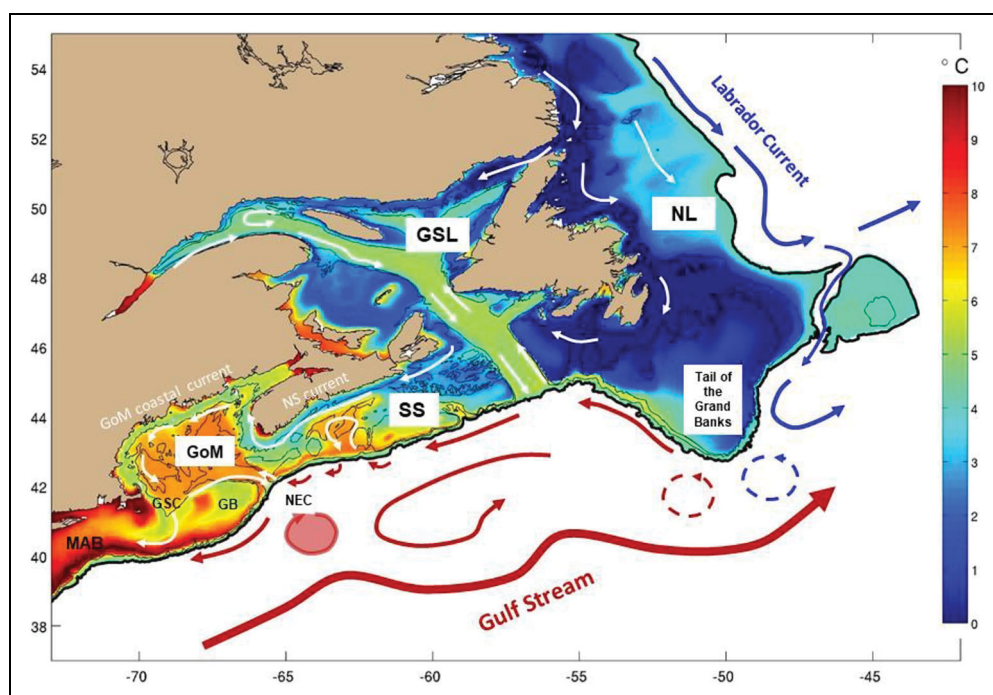 54
52
50
48
46
44
42
40
38
-70
-65
-60
-55
-50
-45
° C
10
9
8
7
6
5
4
3
2
1
0
Labrador Current
NL
GSL
Tail of
the
Grand
Banks
GoM coastal current
NS current
SS
GoM
GSC
GB
NEC
MAB
Gulf Stream